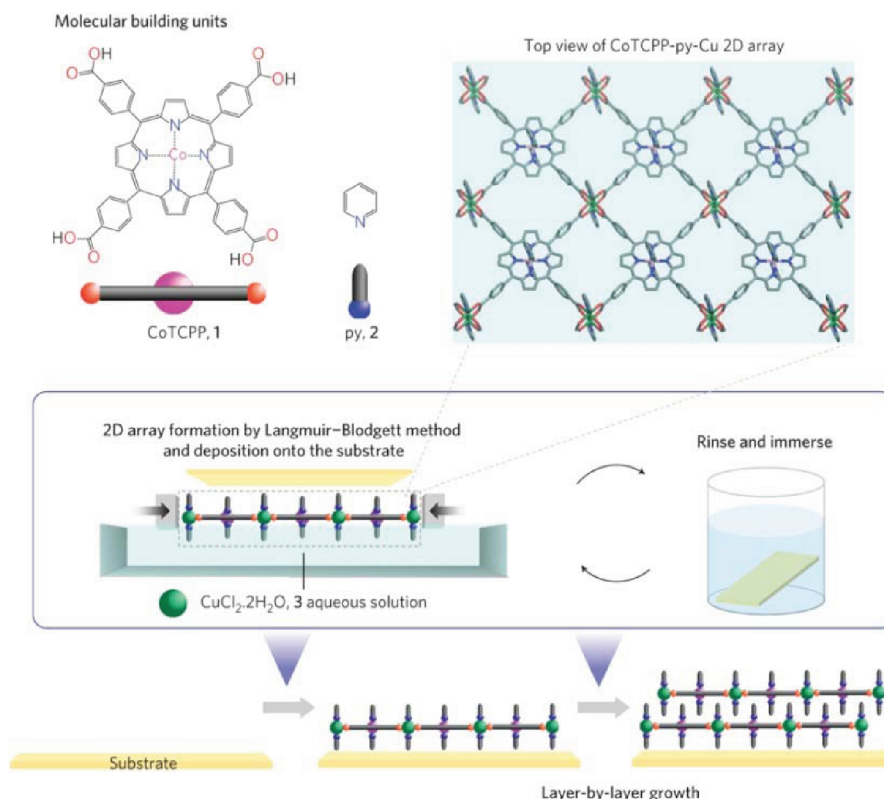 Molecular building units
Top view of CoTCPP-py-Cu 2D array
O
OH
O
OH
N
N
Co
N
N
HO
O
OH
O
N
CoTCPP, 1
py, 2
2D array formation by Langmuir–Blodgett method
and deposition onto the substrate
Rinse and immerse
CuCl₂.2H₂O, 3 aqueous solution
Substrate
Layer-by-layer growth